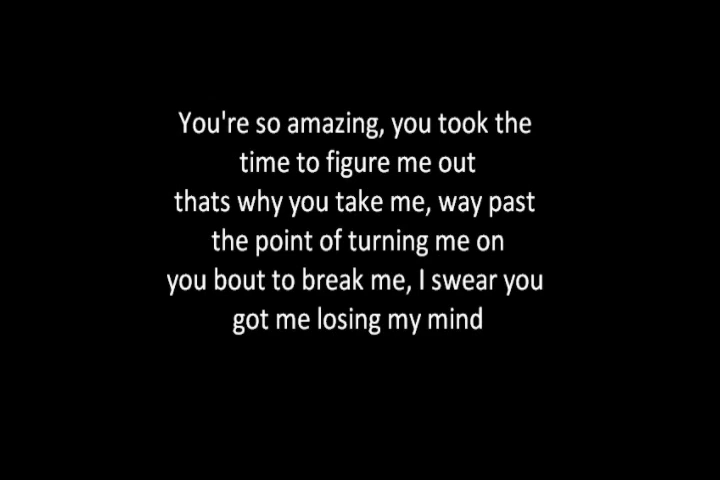 You're so amazing, you took the
time to figure me out
thats why you take me, way past
the point of turning me on
you bout to break me, I swear you
got me losing my mind